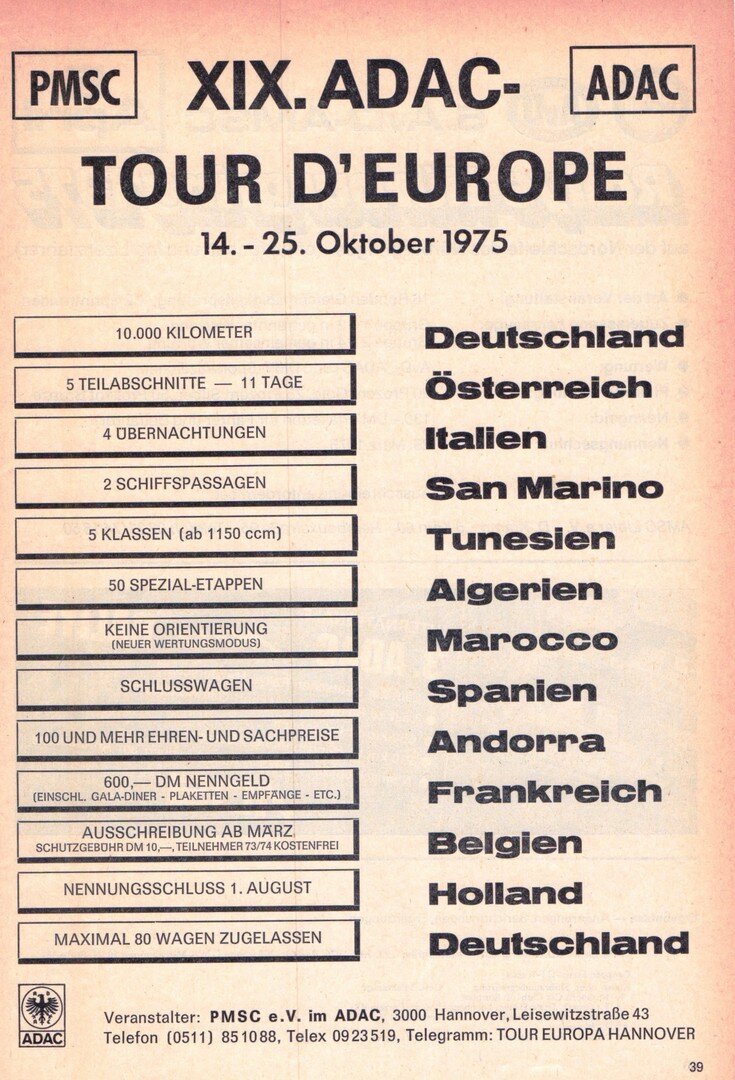 PMSC
XIX. ADAC-
ADAC
TOUR D'EUROPE
14. - 25. Oktober 1975
10.000 KILOMETER
5 TEILABSCHNITTE — 11 TAGE
4 ÜBERNACHTUNGEN
2 SCHIFFSPASSAGEN
5 KLASSEN (ab 1150 ccm)
50 SPEZIAL-ETAPPEN
KEINE ORIENTIERUNG
(NEUER WERTUNGSMODUS)
SCHLUSSWAGEN
100 UND MEHR EHREN- UND SACHPREISE
600,— DM NENNGELD
(EINSCHL. GALA-DINER - PLAKETTEN - EMPFÄNGE - ETC.)
AUSSCHREIBUNG AB MÄRZ,
SCHUTZGEBÜHR DM 10,—, TEILNEHMER 73/74 KOSTENFREI
NENNUNGSSCHLUSS 1. AUGUST
MAXIMAL 80 WAGEN ZUGELASSEN
Deutschland
Österreich
Italien
San Marino
Tunesien
Algerien
Marocco
Spanien
Andorra
Frankreich
Belgien
Holland
Deutschland
ADAC
Veranstalter: PMSC e.V. im ADAC, 3000 Hannover, Leisewitzstraße 43
Telefon (0511) 851088, Telex 0923519, Telegramm: TOUR EUROPA HANNOVER
39